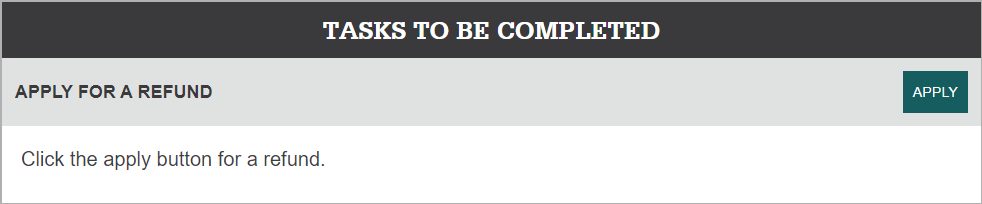 TASKS TO BE COMPLETED
APPLY FOR A REFUND
APPLY
Click the apply button for a refund.